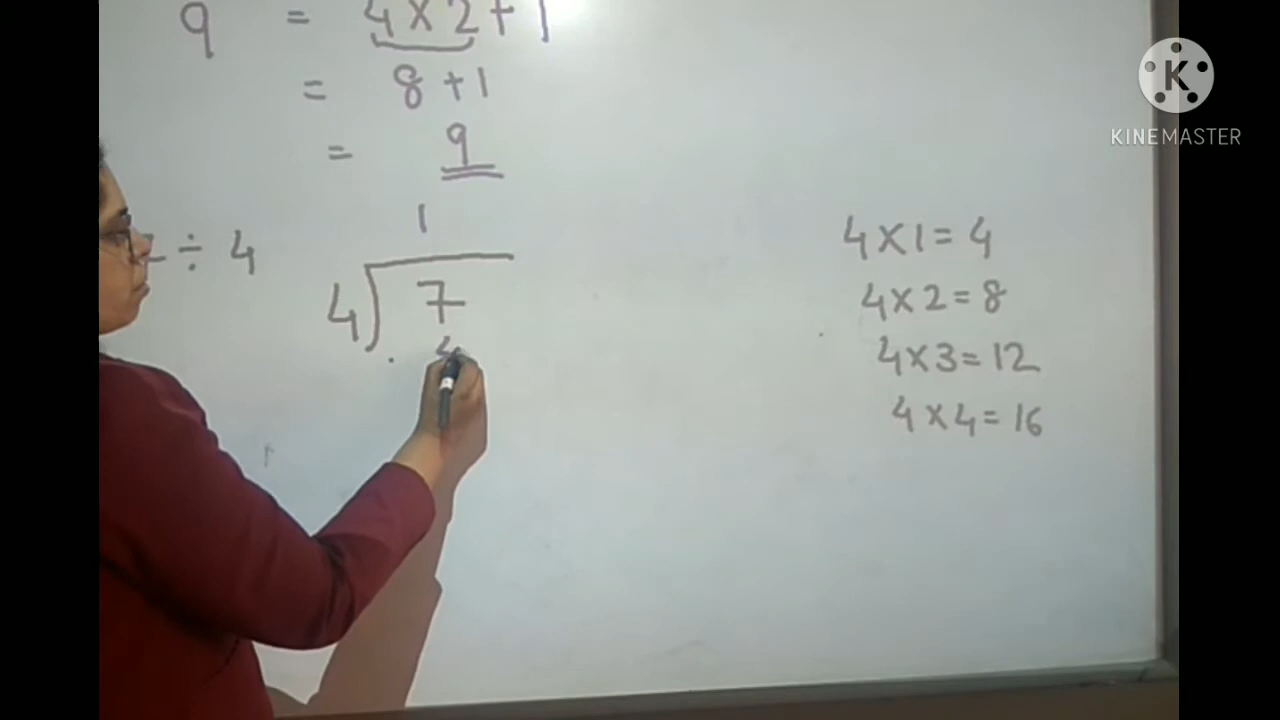 9 = 4 × 2 + 1
= 8 + 1
= 9
÷ 4
1
4 7
4
4 × 1 = 4
4 × 2 = 8
4 × 3 = 12
4 × 4 = 16
K
KINEMASTER